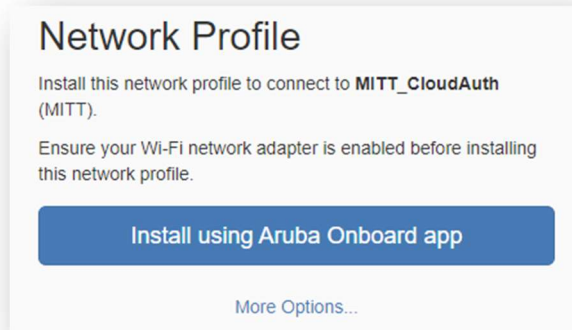 Network Profile
Install this network profile to connect to MITT_CloudAuth
(MITT).
Ensure your Wi-Fi network adapter is enabled before installing
this network profile.
Install using Aruba Onboard app
More Options...